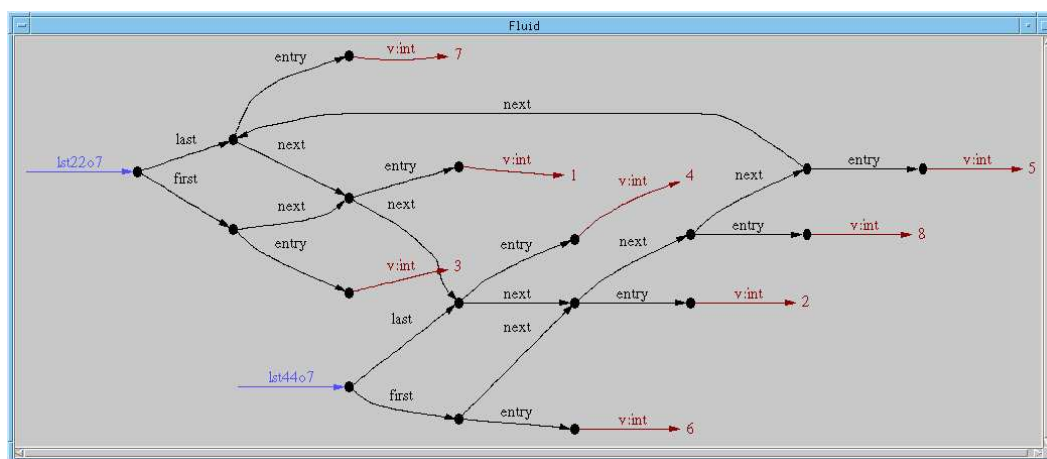 Fluid
entry v:int 7
next
last
next
lst22o7
entry v:int 1
v:int 4
entry v:int 5
first
next
next
next
entry
next
entry v:int 8
entry
v:int 3
next
entry v:int 2
last
next
lst44o7
first
entry v:int 6